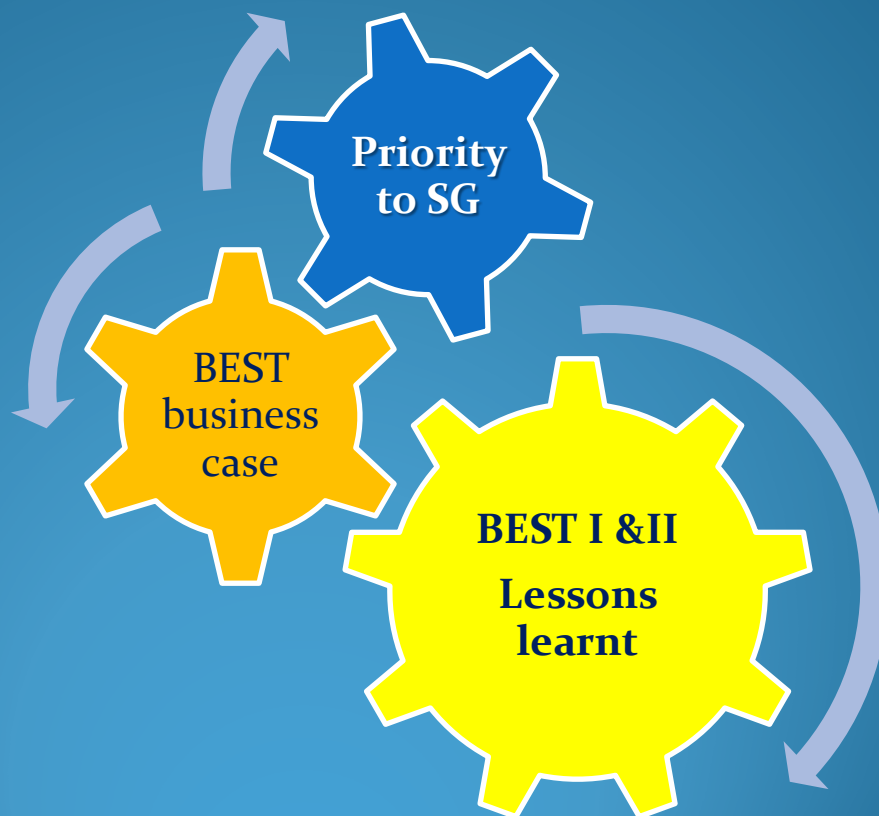 Priority
to SG
BEST
business
case
BEST I &II
Lessons
learnt